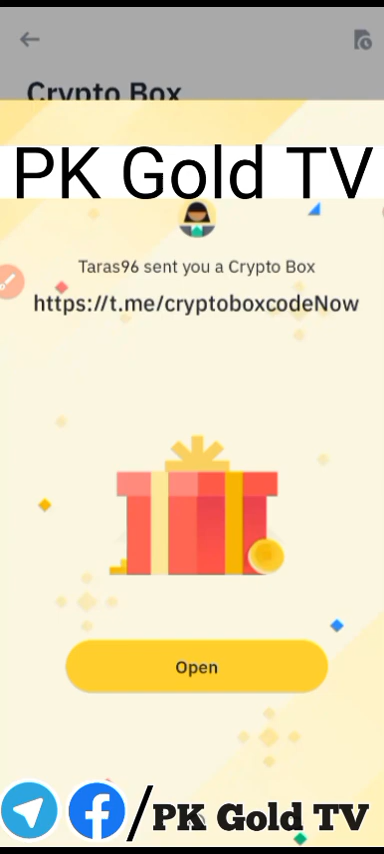 Crypto Box
PK Gold TV
Taras96 sent you a Crypto Box
https://t.me/cryptoboxcodeNow
Open
/PK Gold TV